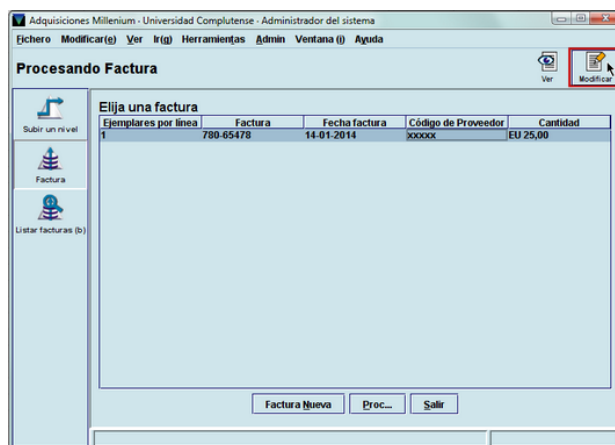 Adquisiciones Millenium - Universidad Complutense - Administrador del sistema
Fichero Modificar(e) Ver Ir(g) Herramientas Admin Ventana (i) Ayuda
Procesando Factura
Ver Modificar
Subir un nivel
Factura
Listar facturas (b)
Elija una factura
Ejemplares por línea Factura Fecha factura Código de Proveedor Cantidad
1 780-65478 14-01-2014 xxxxx EU 25,00
Factura Nueva Proc... Salir